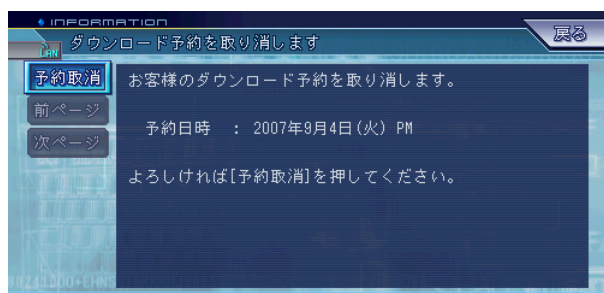 INFORMATION
LAN ダウンロード予約を取り消します
戻る
予約取消
前ページ
次ページ
お客様のダウンロード予約を取り消します。
予約日時 : 2007年9月4日(火) PM
よろしければ[予約取消]を押してください。